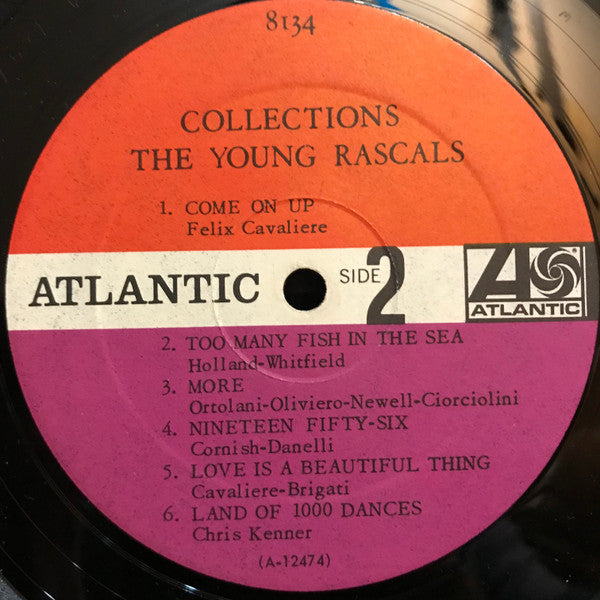 8134
COLLECTIONS
THE YOUNG RASCALS
1. COME ON UP
Felix Cavaliere
ATLANTIC SIDE 2 ATLANTIC
2. TOO MANY FISH IN THE SEA
Holland-Whitfield
3. MORE
Ortolani-Oliviero-Newell-Ciorciolini
4. NINETEEN FIFTY-SIX
Cornish-Danelli
5. LOVE IS A BEAUTIFUL THING
Cavaliere-Brigati
6. LAND OF 1000 DANCES
Chris Kenner
(A-12474)